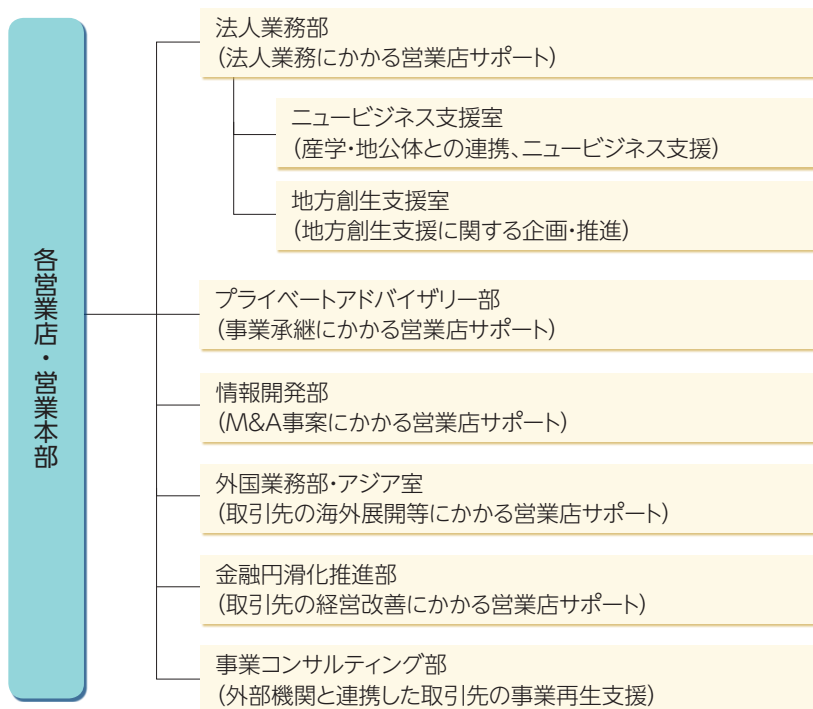 各営業店・営業本部
法人業務部
(法人業務にかかる営業店サポート)
ニュービジネス支援室
(産学・地公体との連携、ニュービジネス支援)
地方創生支援室
(地方創生支援に関する企画・推進)
プライベートアドバイザリー部
(事業承継にかかる営業店サポート)
情報開発部
(M&A事案にかかる営業店サポート)
外国業務部・アジア室
(取引先の海外展開等にかかる営業店サポート)
金融円滑化推進部
(取引先の経営改善にかかる営業店サポート)
事業コンサルティング部
(外部機関と連携した取引先の事業再生支援)